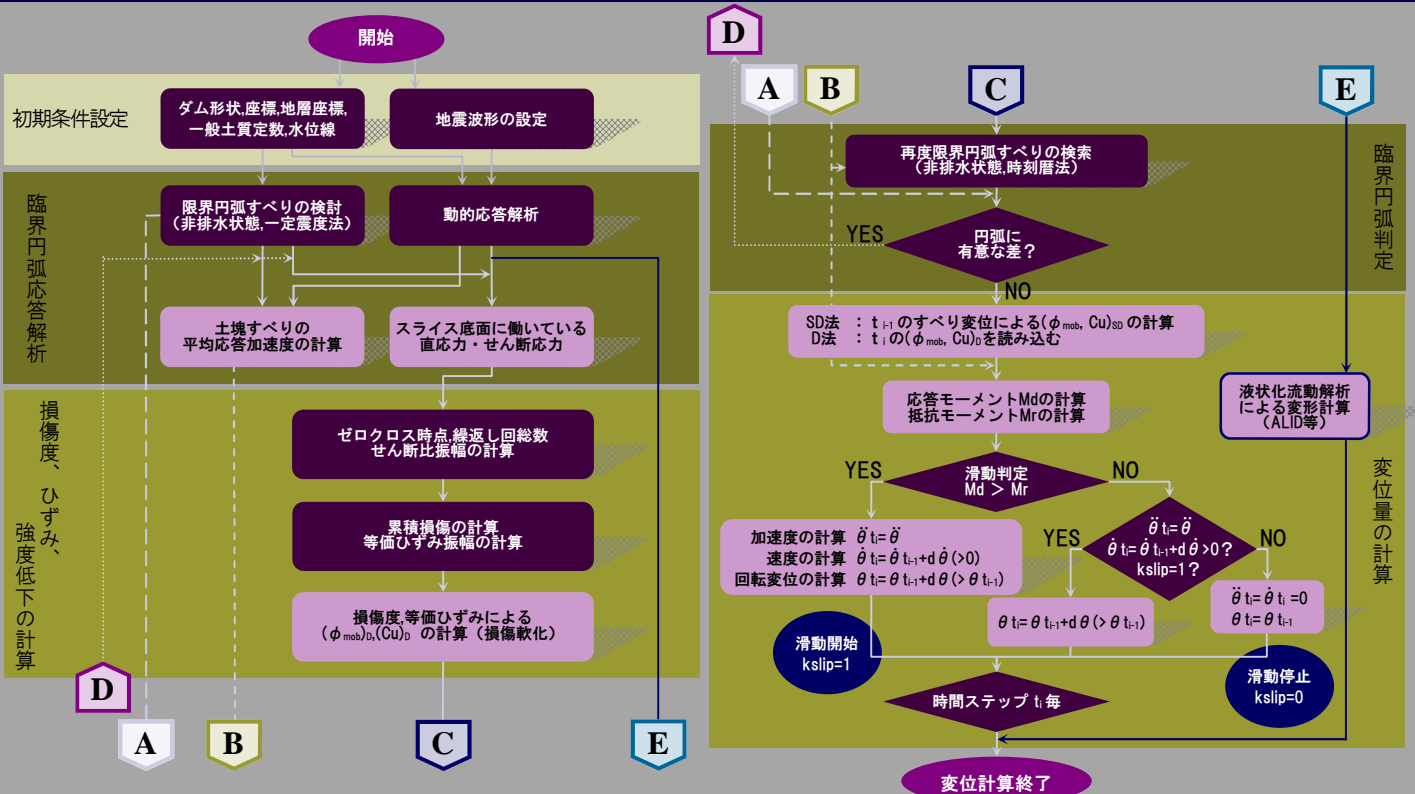 開始
初期条件設定
ダム形状,座標,地層座標,
一般土質定数,水位線
地震波形の設定
臨界円弧応答解析
限界円弧すべりの検討
(非排水状態,一定震度法)
動的応答解析
土塊すべりの
平均応答加速度の計算
スライス底面に働いている
直応力・せん断応力
損傷度、ひずみ、
強度低下の計算
ゼロクロス時点,繰返し回総数
せん断比振幅の計算
累積損傷の計算
等価ひずみ振幅の計算
損傷度,等価ひずみによる
(φmob)D,(Cu)D の計算(損傷軟化)
D
A
B
C
E
D
A
B
C
E
臨界円弧判定
再度限界円弧すべりの検索
(非排水状態,時刻暦法)
円弧に
有意な差?
YES
NO
SD法 :ti-1のすべり変位による(φmob, Cu)SDの計算
D法 :tiの(φmob, Cu)Dを読み込む
応答モーメントMdの計算
抵抗モーメントMrの計算
液状化流動解析
による変形計算
(ALID等)
変位量の計算
滑動判定
Md > Mr
YES
NO
加速度の計算 θ̈ti=θ̈
速度の計算 θ̇ti=θ̇ti-1+dθ̇(>0)
回転変位の計算 θti=θti-1+dθ(>θti-1)
θ̈ti=θ̈
θ̇ti=θ̇ti-1+dθ̇>0?
kslip=1?
YES
NO
θti=θti-1+dθ(>θti-1)
θ̈ti=θ̇ti=0
θti=θti-1
滑動開始
kslip=1
滑動停止
kslip=0
時間ステップ ti毎
変位計算終了